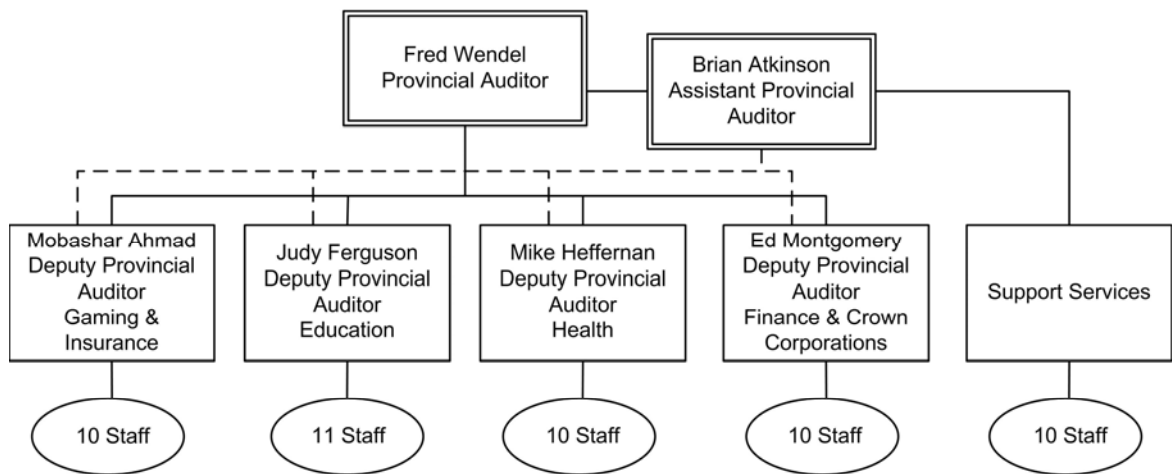 Fred Wendel
Provincial Auditor
Brian Atkinson
Assistant Provincial
Auditor
Mobashar Ahmad
Deputy Provincial
Auditor
Gaming &
Insurance
Judy Ferguson
Deputy Provincial
Auditor
Education
Mike Heffernan
Deputy Provincial
Auditor
Health
Ed Montgomery
Deputy Provincial
Auditor
Finance & Crown
Corporations
Support Services
10 Staff
11 Staff
10 Staff
10 Staff
10 Staff